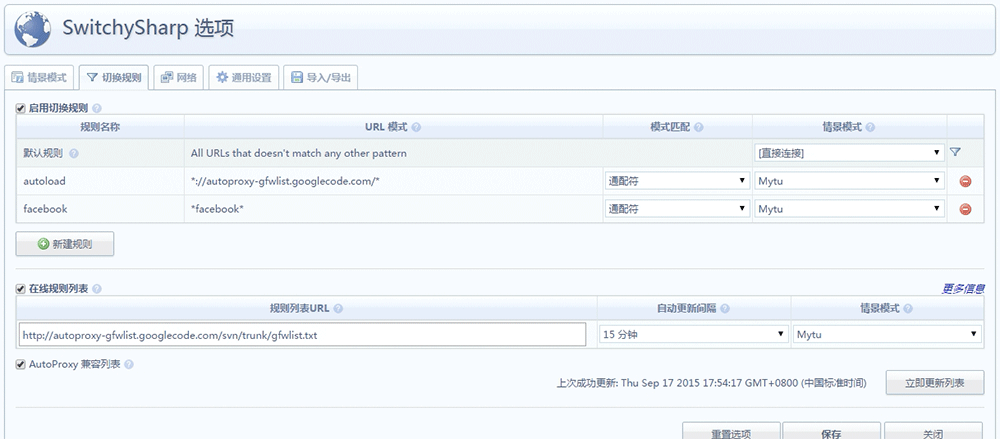 SwitchySharp 选项
情景模式 切换规则 网络 通用设置 导入/导出
启用切换规则
规则名称 URL 模式 模式匹配 情景模式
默认规则 All URLs that doesn't match any other pattern [直接连接]
autoload *://autoproxy-gfwlist.googlecode.com/* 通配符 Mytu
facebook *facebook* 通配符 Mytu
新建规则
在线规则列表 更多信息
规则列表URL 自动更新间隔 情景模式
http://autoproxy-gfwlist.googlecode.com/svn/trunk/gfwlist.txt 15 分钟 Mytu
AutoProxy 兼容列表
上次成功更新: Thu Sep 17 2015 17:54:17 GMT+0800 (中国标准时间) 立即更新列表
重置选项 保存 关闭